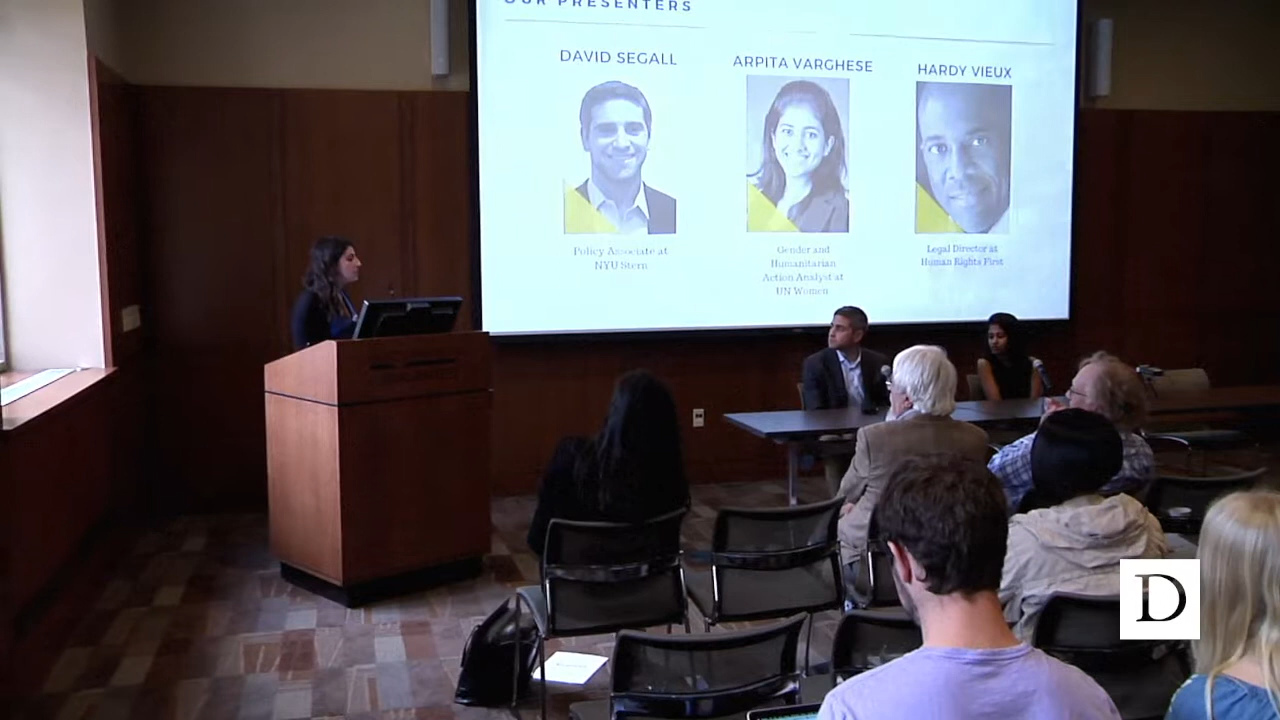 OUR PRESENTERS
DAVID SEGALL
Policy Associate at
NYU Stern
ARPITA VARGHESE
Gender and
Humanitarian
Action Analyst at
UN Women
HARDY VIEUX
Legal Director at
Human Rights First
D